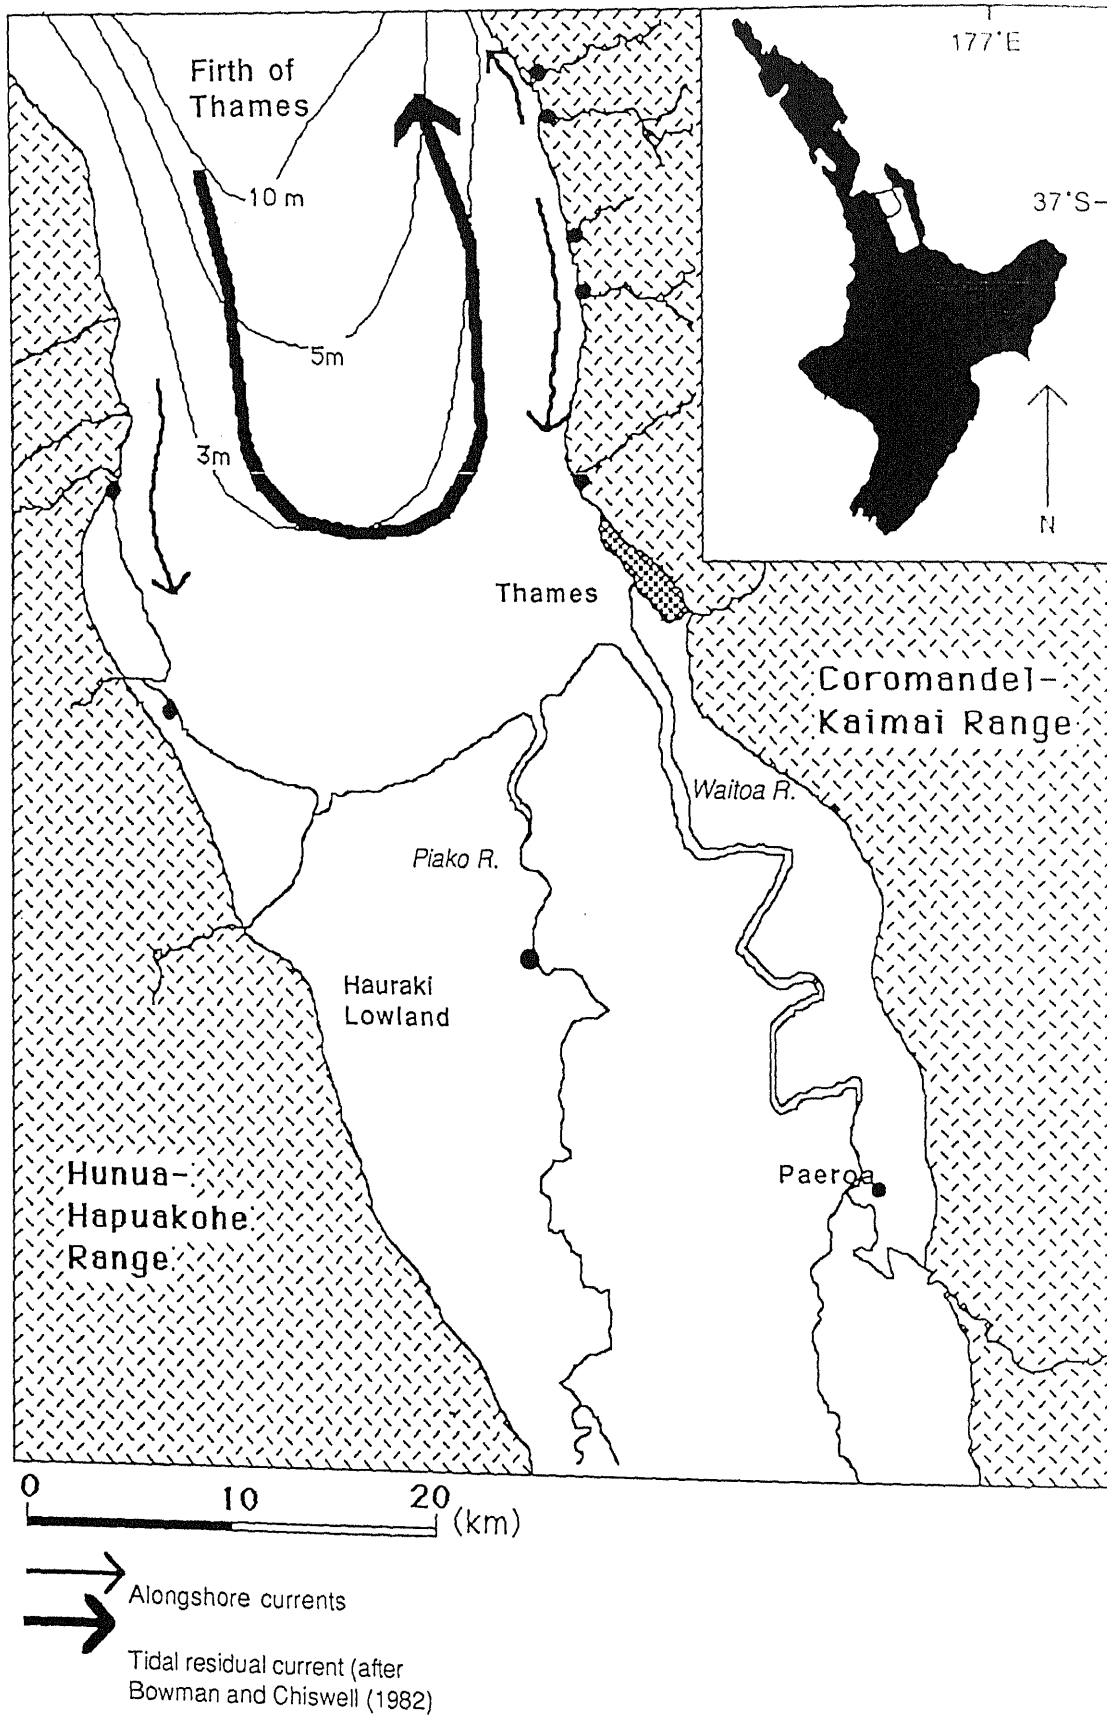 Firth of
Thames
177°E
37°S
N
10 m
5m
3m
Thames
Coromandel-
Kaimai Range
Waitoa R.
Piako R.
Hauraki
Lowland
Paeroa
Hunua-
Hapuakohe
Range
0 10 20 (km)
Alongshore currents
Tidal residual current (after
Bowman and Chiswell (1982)